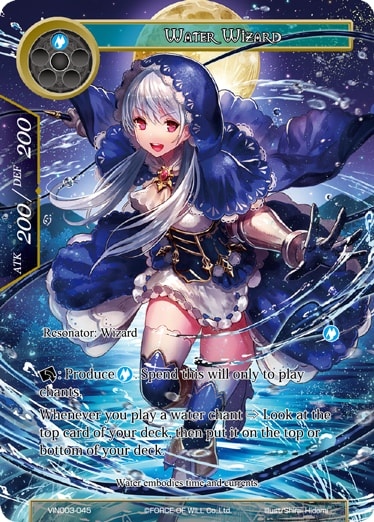 Water Wizard
DEF 200
ATK 200
Resonator: Wizard
: Produce . Spend this will only to play
chants.
Whenever you play a water chant → Look at the
top card of your deck, then put it on the top or
bottom of your deck.
Water embodies time and currents.
VIN003-045
©FORCE OF WILL Co.,Ltd.
Illust/Shinji Hidomi